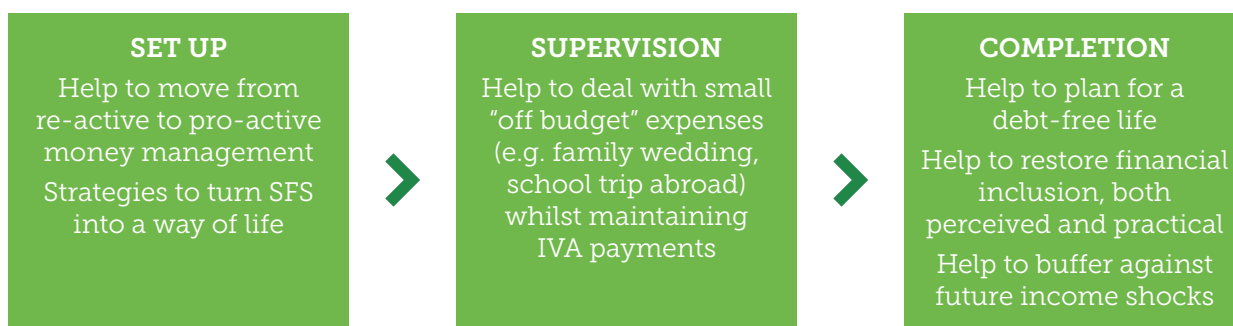 SET UP
Help to move from
re-active to pro-active
money management
Strategies to turn SFS
into a way of life
SUPERVISION
Help to deal with small
“off budget” expenses
(e.g. family wedding,
school trip abroad)
whilst maintaining
IVA payments
COMPLETION
Help to plan for a
debt-free life
Help to restore financial
inclusion, both
perceived and practical
Help to buffer against
future income shocks